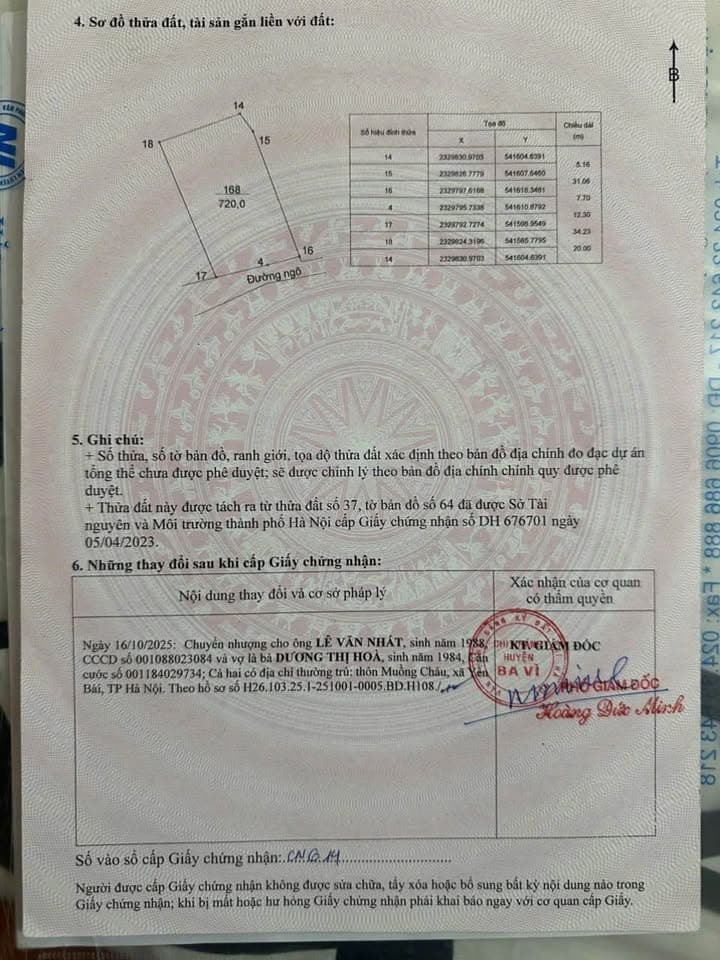 4. Sơ đồ thửa đất, tài sản gắn liền với đất:
B
14
18
15
168
720,0
16
4
17
Đường ngõ
Số hiệu đỉnh thửa
Tọa độ
Chiều dài (m)
X
Y
14 2329830.9703 541604.6391
5.16
15 2329826.7779 541607.6460
31.06
16 2329797.6168 541618.3481
7.70
4 2329795.7338 541610.8792
12.30
17 2329792.7274 541598.9549
34.23
18 2329824.3196 541585.7795
20.00
14 2329830.9703 541604.6391
5. Ghi chú:
+ Số thửa, số tờ bản đồ, ranh giới, tọa độ thửa đất xác định theo bản đồ địa chính đo đạc dự án
tổng thể chưa được phê duyệt; sẽ được chỉnh lý theo bản đồ địa chính chính quy được phê
duyệt.
+ Thửa đất này được tách ra từ thửa đất số 37, tờ bản đồ số 64 đã được Sở Tài
nguyên và Môi trường thành phố Hà Nội cấp Giấy chứng nhận số DH 676701 ngày
05/04/2023.
6. Những thay đổi sau khi cấp Giấy chứng nhận:
Nội dung thay đổi và cơ sở pháp lý
Xác nhận của cơ quan
có thẩm quyền
Ngày 16/10/2025: Chuyển nhượng cho ông LÊ VĂN NHÁT, sinh năm 1988,
CCCD số 001088023084 và vợ là bà DƯƠNG THỊ HOÀ, sinh năm 1984, Căn
cước số 001184029734; Cả hai có địa chỉ thường trú: thôn Muồng Cháu, xã Yên
Bài, TP Hà Nội. Theo hồ sơ số H26.103.25.1-251001-0005.BD.H108./.
KT. GIÁM ĐỐC
HUYỆN
BA VÌ
PHÓ GIÁM ĐỐC
Hoàng Đức Minh
Số vào sổ cấp Giấy chứng nhận:
Người được cấp Giấy chứng nhận không được sửa chữa, tẩy xóa hoặc bổ sung bất kỳ nội dung nào trong
Giấy chứng nhận; khi bị mất hoặc hư hỏng Giấy chứng nhận phải khai báo ngay với cơ quan cấp Giấy.